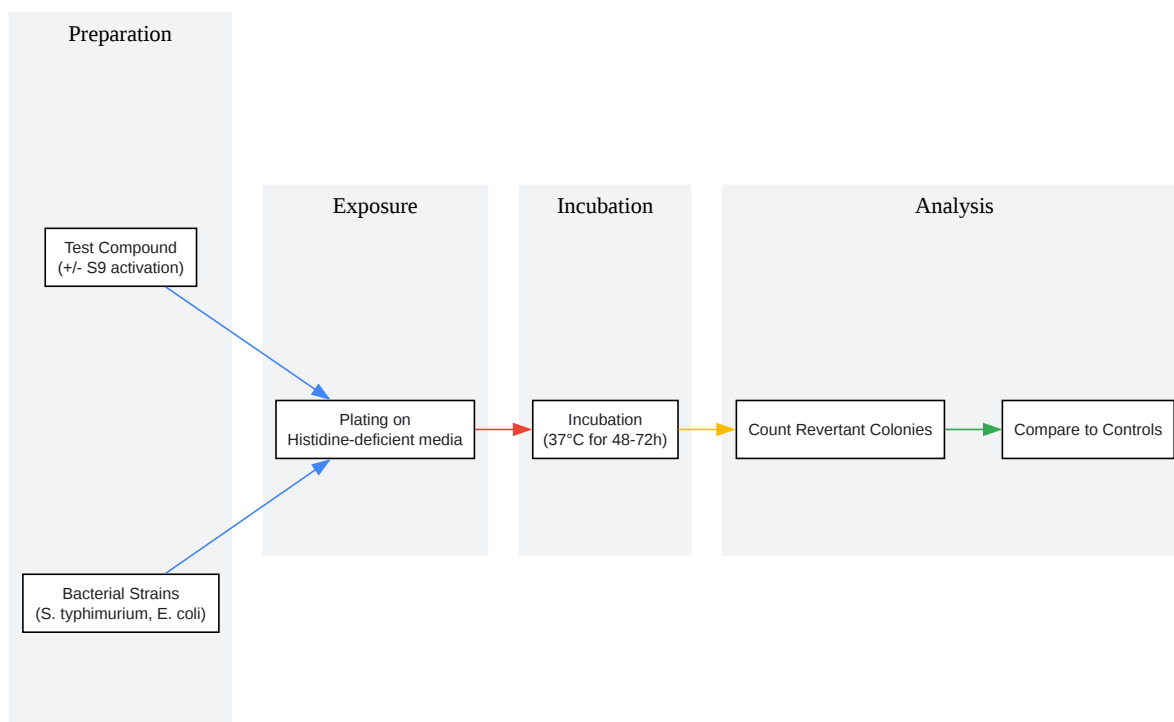 Preparation
Test Compound
(+/- S9 activation)
Bacterial Strains
(S. typhimurium, E. coli)
Exposure
Plating on
Histidine-deficient media
Incubation
Incubation
(37°C for 48-72h)
Analysis
Count Revertant Colonies
Compare to Controls